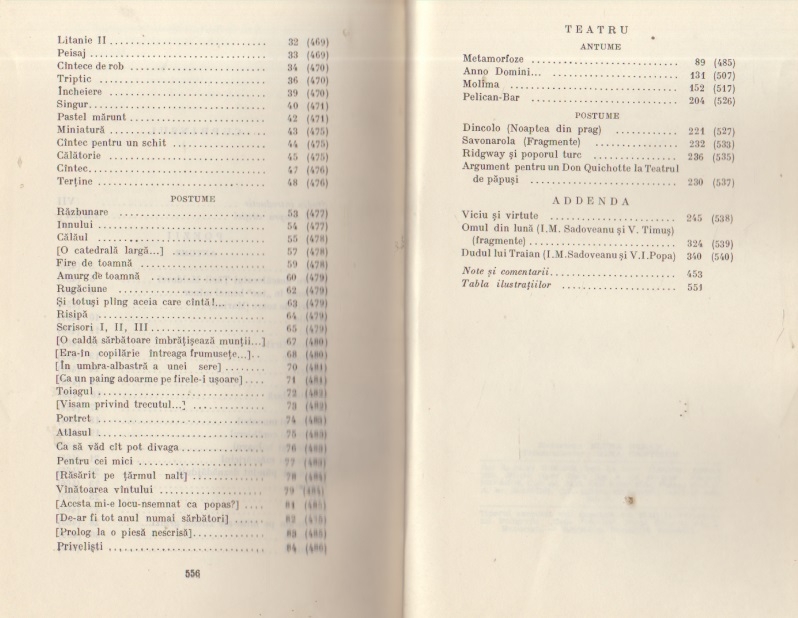 Litanie II . . . . . . . . . . . . . . . . . . . . . . 32 (469)
Peisaj . . . . . . . . . . . . . . . . . . . . . . 33 (469)
Cîntece de rob . . . . . . . . . . . . . . . . . . 34 (470)
Triptic . . . . . . . . . . . . . . . . . . . . . . 36 (470)
Încheiere . . . . . . . . . . . . . . . . . . . . 39 (470)
Singur . . . . . . . . . . . . . . . . . . . . . . 40 (471)
Pastel mărunt . . . . . . . . . . . . . . . . . . 42 (471)
Miniatură . . . . . . . . . . . . . . . . . . . . 43 (475)
Cîntec pentru un schit . . . . . . . . . . . . 44 (475)
Călătorie . . . . . . . . . . . . . . . . . . . . 45 (475)
Cîntec . . . . . . . . . . . . . . . . . . . . . . 47 (476)
Terține . . . . . . . . . . . . . . . . . . . . . 48 (476)
POSTUME
Răzbunare . . . . . . . . . . . . . . . . . . . 53 (477)
Imnului . . . . . . . . . . . . . . . . . . . . . 54 (477)
Călăul . . . . . . . . . . . . . . . . . . . . . 55 (478)
[O catedrală largă...] . . . . . . . . . . . . 57 (478)
Fire de toamnă . . . . . . . . . . . . . . . . 59 (478)
Amurg de toamnă . . . . . . . . . . . . . . 60 (479)
Rugăciune . . . . . . . . . . . . . . . . . . . 62 (479)
Și totuși plîng aceia care cîntă!.. . . . . . . 63 (479)
Risipă . . . . . . . . . . . . . . . . . . . . . 64 (479)
Scrisori I, II, III . . . . . . . . . . . . . . . . 65 (479)
[O caldă sărbătoare îmbrățișează munții...] 67 (480)
[Era-în copilărie întreaga frumusețe...] . . 68 (480)
[În umbra-albastră a unei sere] . . . . . . 70 (481)
[Ca un paing adoarme pe firele-i ușoare] . . . . 71 (481)
Toiagul . . . . . . . . . . . . . . . . . . . . . 72 (482)
[Visam privind trecutul...] . . . . . . . . . . 73
Portret . . . . . . . . . . . . . . . . . . . . . 74
Atlasul . . . . . . . . . . . . . . . . . . . . . 75
Ca să văd cît pot divaga . . . . . . . . . . . 76
Pentru cei mici . . . . . . . . . . . . . . . . 77
[Răsărit pe țărmul nalt] . . . . . . . . . . . 78 (484)
Vînătoarea vîntului . . . . . . . . . . . . . . 79 (484)
[Acesta mi-e locu-nsemnat ca popas?] . . . . 81
[De-ar fi tot anul numai sărbători] . . . . . . 82
[Prolog la o piesă nescrisă] . . . . . . . . . . 83
Priveliști . . . . . . . . . . . . . . . . . . . . 84 (486)
556
TEATRU
ANTUME
Metamorfoze . . . . . . . . . . . . . . . . . . 89 (485)
Anno Domini... . . . . . . . . . . . . . . . . 131 (507)
Molima . . . . . . . . . . . . . . . . . . . . . 152 (517)
Pelican-Bar . . . . . . . . . . . . . . . . . . . 204 (526)
POSTUME
Dincolo (Noaptea din prag) . . . . . . . . . 221 (527)
Savonarola (Fragmente) . . . . . . . . . . . 232 (533)
Ridgway și poporul turc . . . . . . . . . . . 236 (535)
Argument pentru un Don Quichotte la Teatrul
de păpuși . . . . . . . . . . . . . . . . . . . 230 (537)
ADDENDA
Viciu și virtute . . . . . . . . . . . . . . . . . 245 (538)
Omul din lună (I.M. Sadoveanu și V. Timuș)
(fragmente) . . . . . . . . . . . . . . . . . . 324 (539)
Dudul lui Traian (I.M.Sadoveanu și V.I.Popa) 340 (540)
Note și comentarii . . . . . . . . . . . . . . . 453
Tabla ilustrațiilor . . . . . . . . . . . . . . . 551